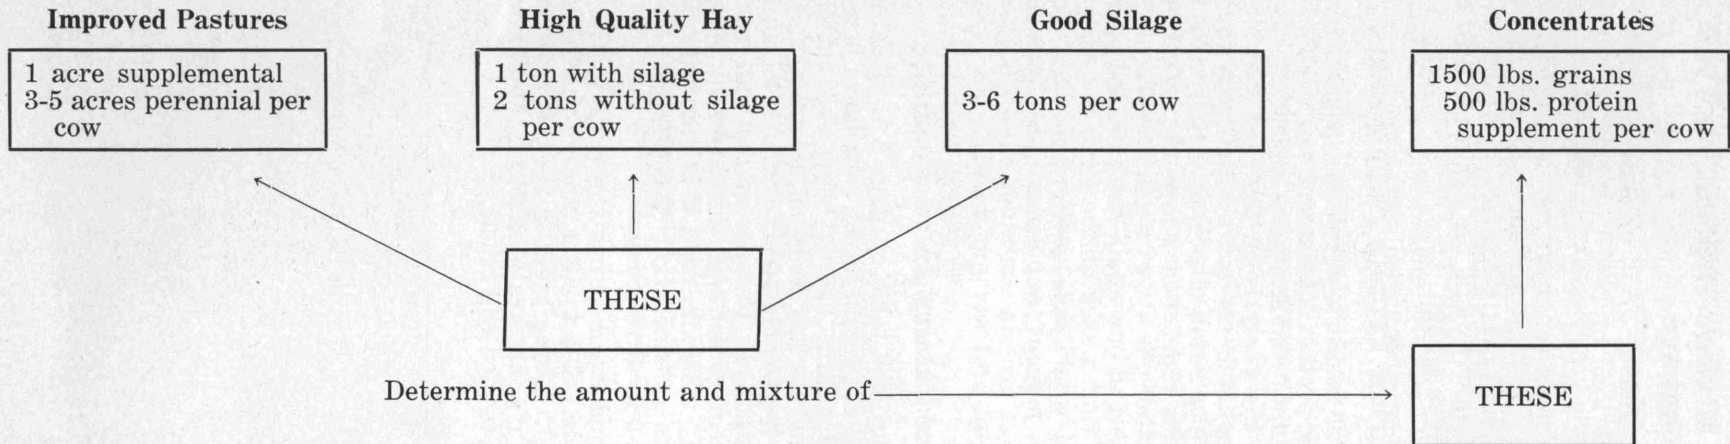 Improved Pastures
1 acre supplemental
3-5 acres perennial per
cow
High Quality Hay
1 ton with silage
2 tons without silage
per cow
Good Silage
3-6 tons per cow
Concentrates
1500 lbs. grains
500 lbs. protein
supplement per cow
THESE
Determine the amount and mixture of
THESE